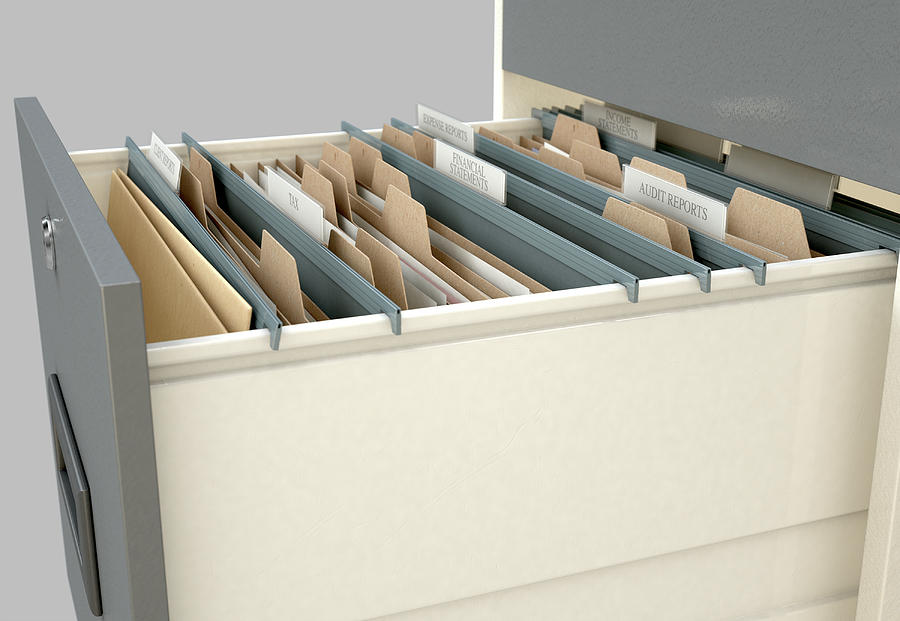 EXPENSE REPORTS
INCOME
STATEMENTS
FINANCIAL
STATEMENTS
TAX
AUDIT REPORTS